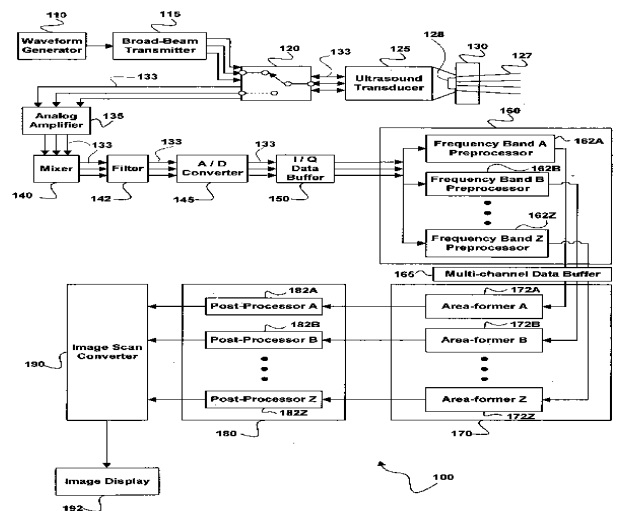 110
Waveform
Generator
115
Broad-Beam
Transmitter
120
133
125
Ultrasound
Transducer
128
130
127
133
Analog
Amplifier
135
133
Mixer
140
Filter
142
133
A / D
Converter
145
133
I / Q
Data
Buffer
150
160
Frequency Band A
Preprocessor
162A
162B
Frequency Band B
Preprocessor
162Z
Frequency Band Z
Preprocessor
165
Multi-channel Data Buffer
172A
Area-former A
172B
Area-former B
Area-former Z
172Z
170
182A
Post-Processor A
182B
Post-Processor B
Post-Processor Z
182Z
180
190
Image Scan
Converter
Image Display
192
100